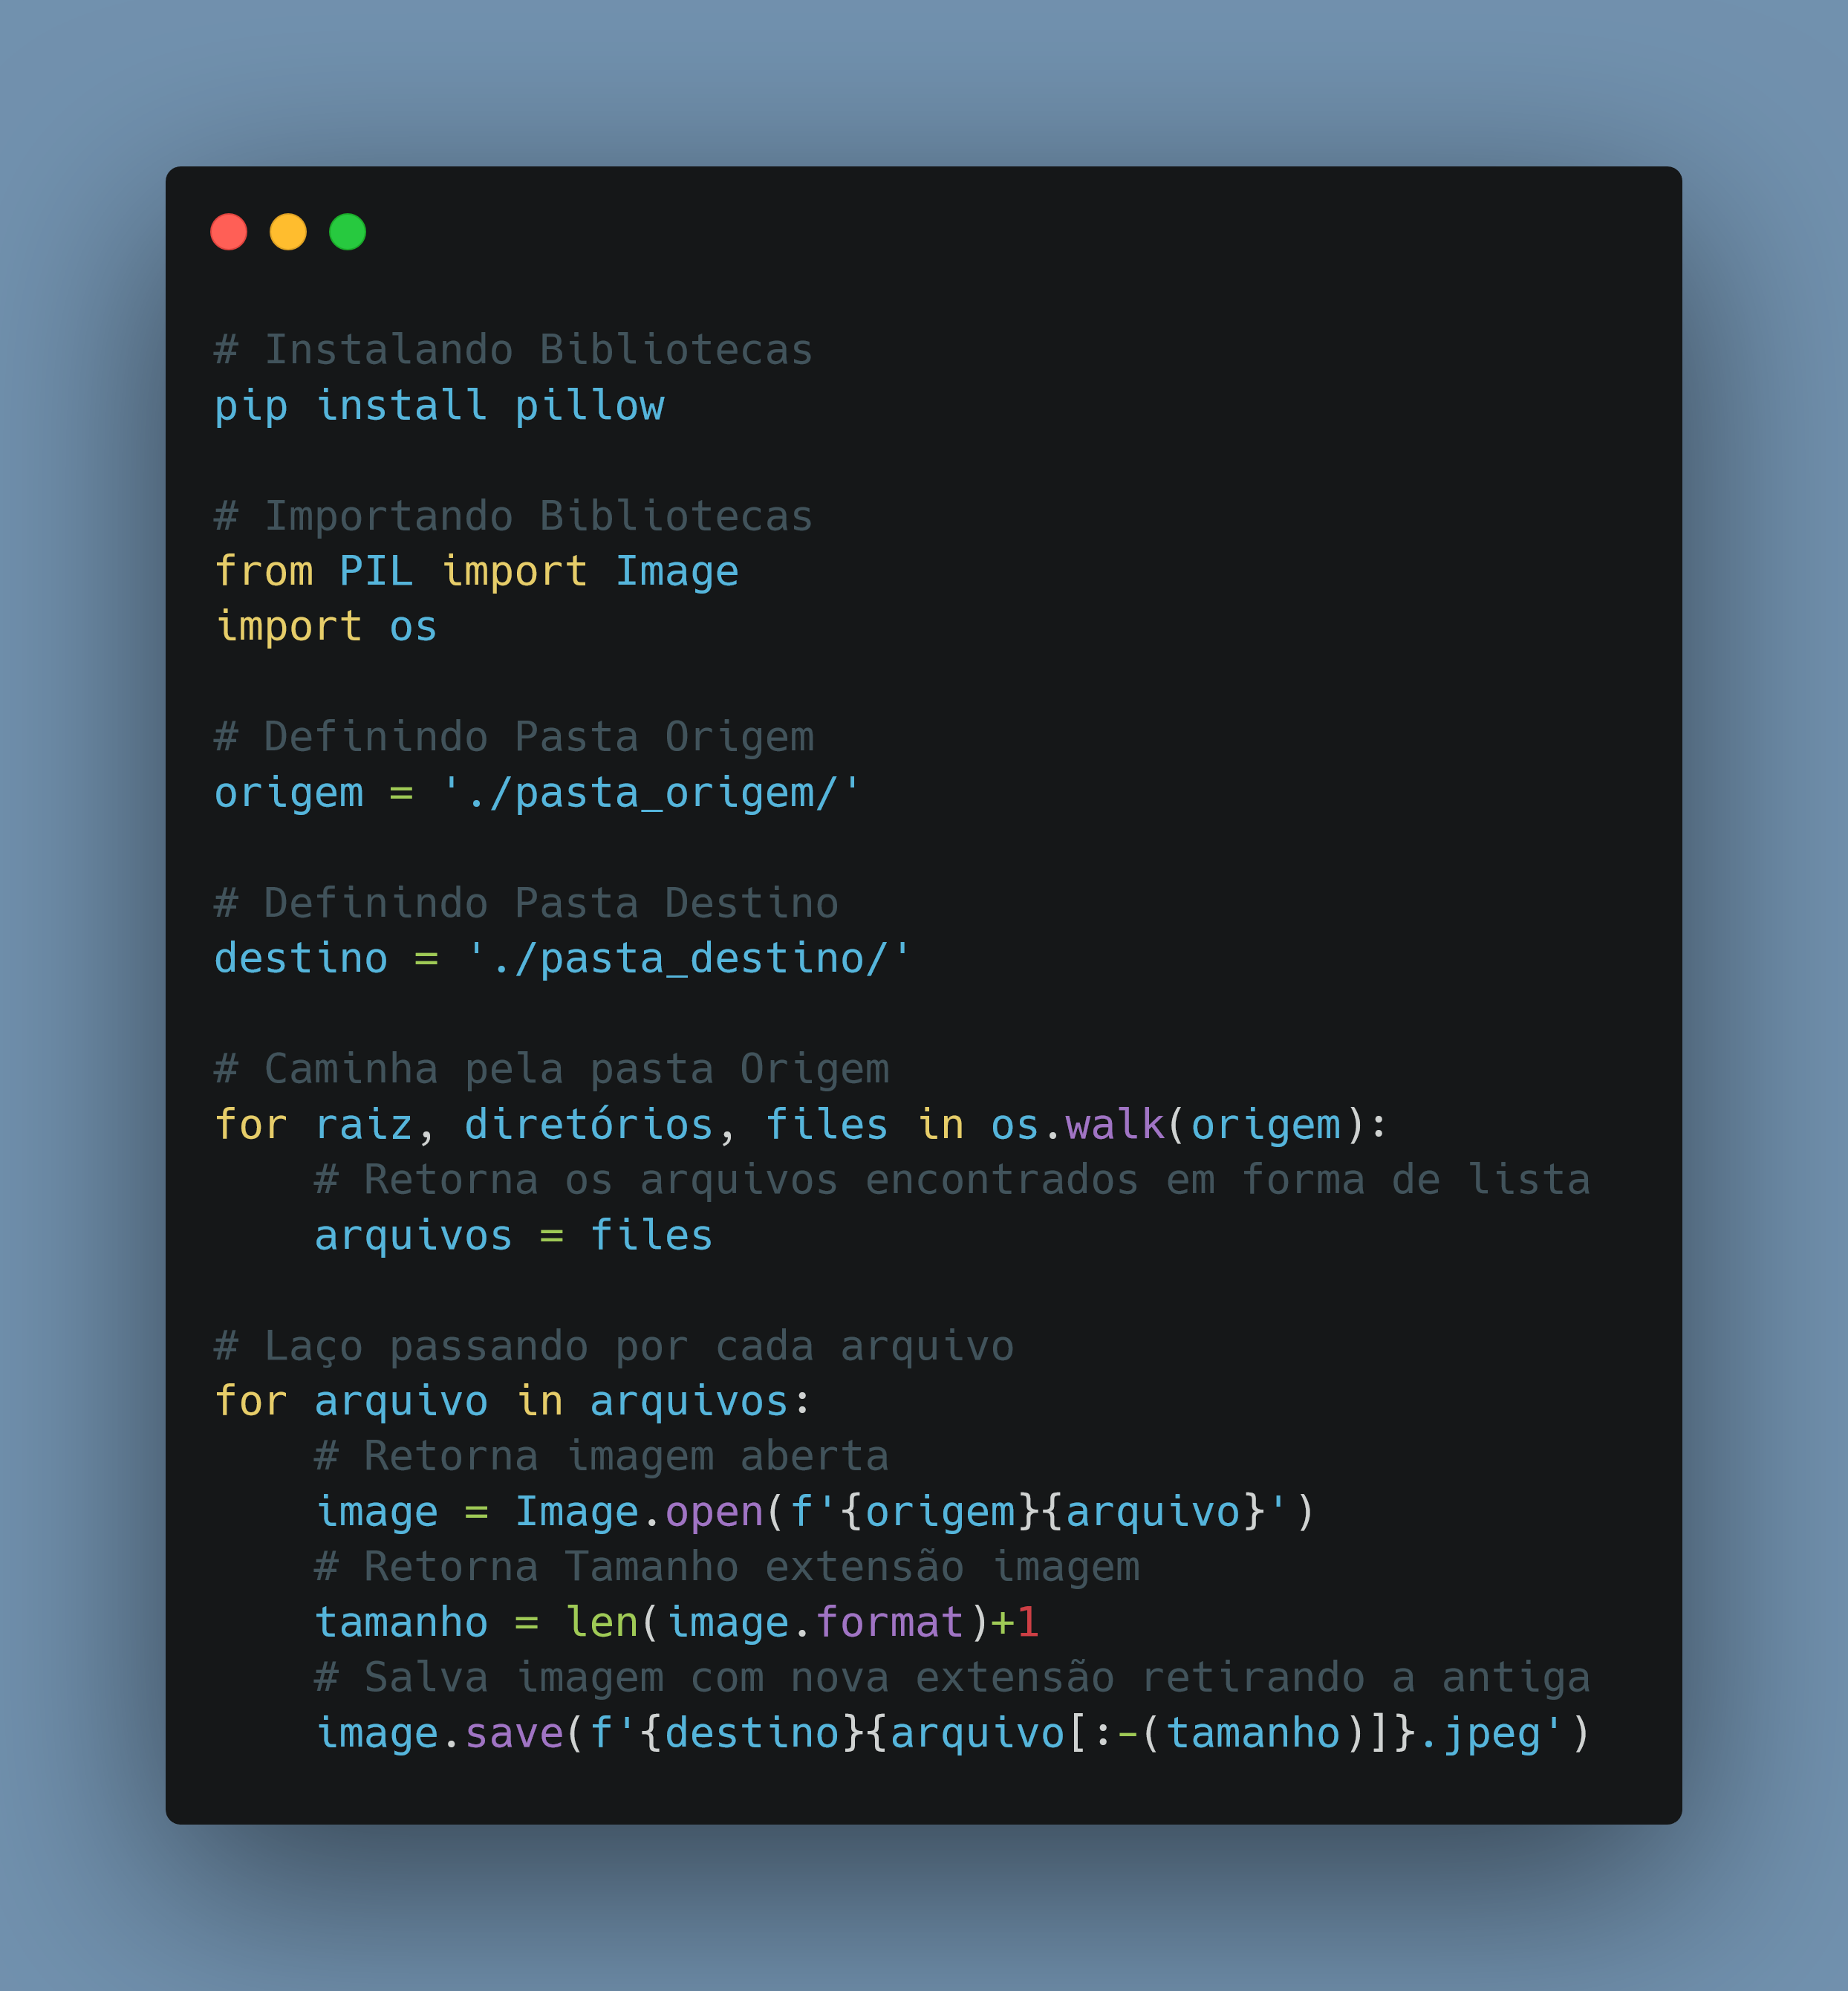 # Instalando Bibliotecas
pip install pillow
# Importando Bibliotecas
from PIL import Image
import os
# Definindo Pasta Origem
origem = './pasta_origem/'
# Definindo Pasta Destino
destino = './pasta_destino/'
# Caminha pela pasta Origem
for raiz, diretórios, files in os.walk(origem):
    # Retorna os arquivos encontrados em forma de lista
    arquivos = files
# Laço passando por cada arquivo
for arquivo in arquivos:
    # Retorna imagem aberta
    image = Image.open(f'{origem}{arquivo}')
    # Retorna Tamanho extensão imagem
    tamanho = len(image.format)+1
    # Salva imagem com nova extensão retirando a antiga
    image.save(f'{destino}{arquivo[:-(tamanho)]}.jpeg')